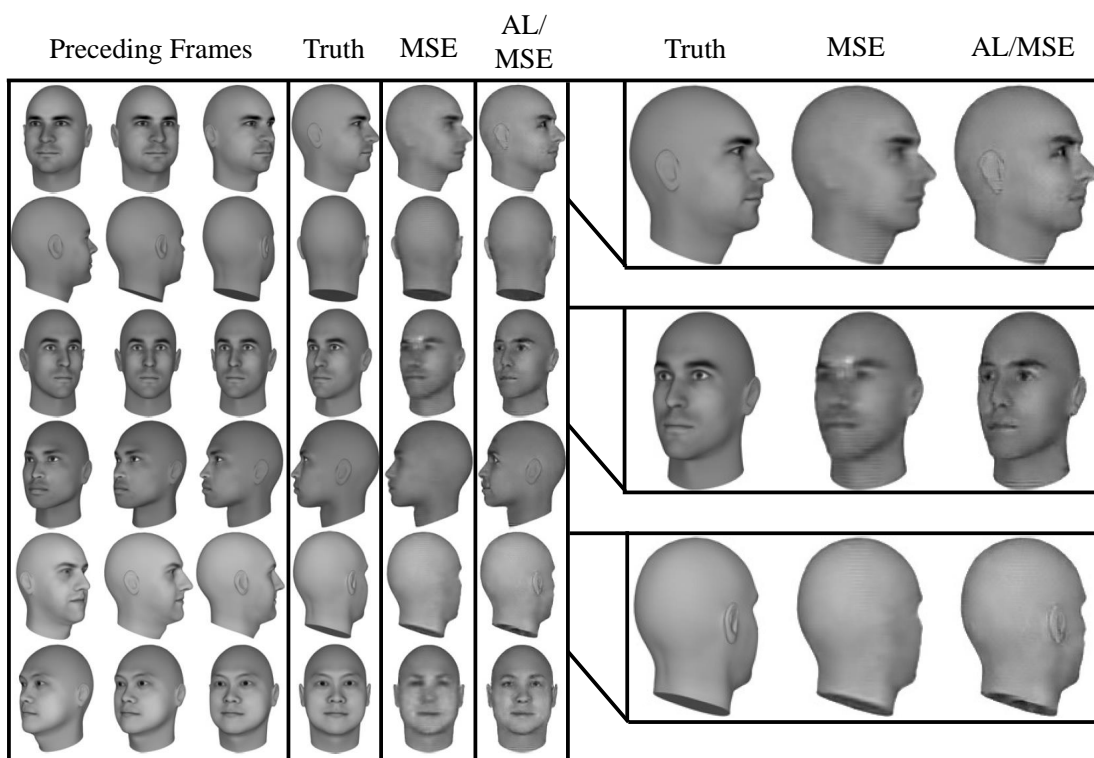 Preceding Frames
Truth
MSE
AL/
MSE
Truth
MSE
AL/MSE